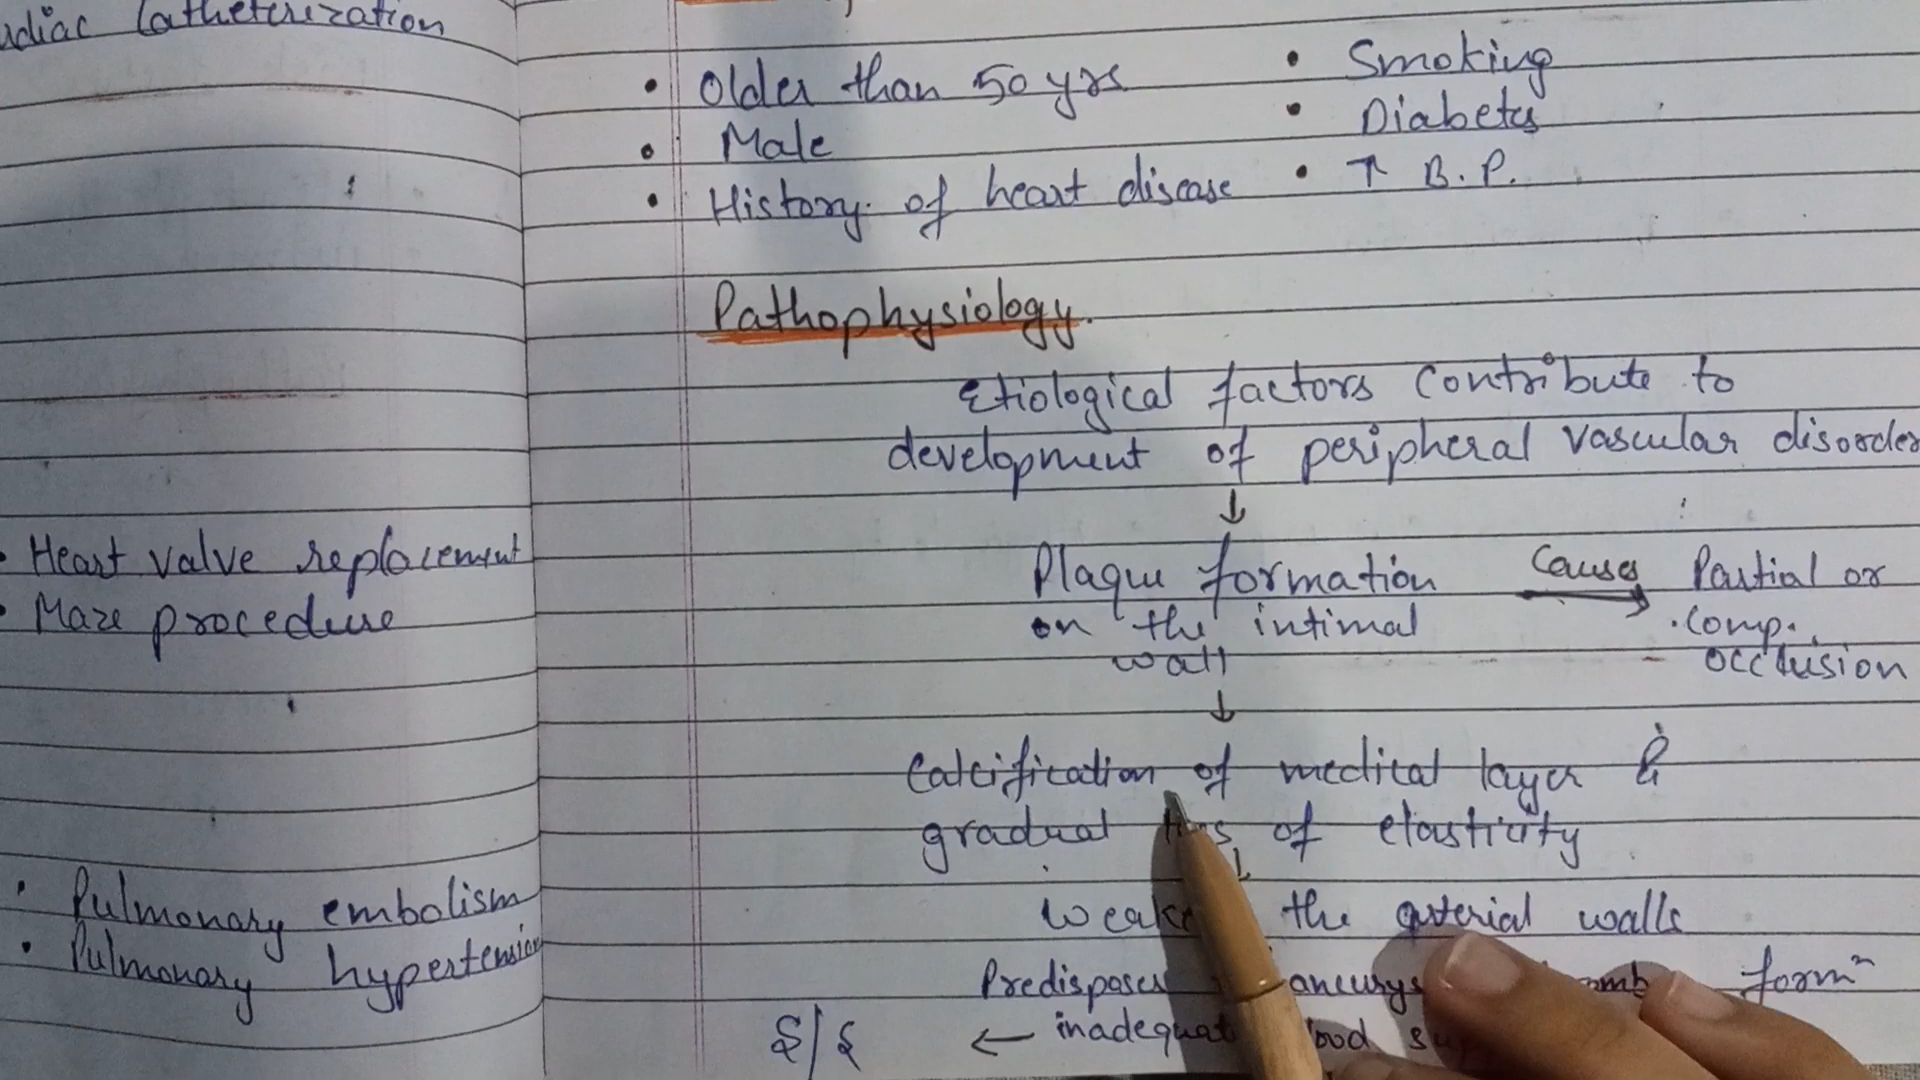 Catheterization
• Heart valve replacement
• Maze procedure
• Pulmonary embolism
• Pulmonary hypertension
• Older than 50 yrs
• Male
• History of heart disease
• Smoking
• Diabetes
• ↑ B.P.
Pathophysiology.
Etiological factors contribute to
development of peripheral vascular disorder
↓
Plaque formation causes → Partial or
on the intimal comp.
wall occlusion
↓
Calcification of medical layer &
gradual of elasticity
↓
the arterial walls
Predisposes form^n
S/S ← inadequate